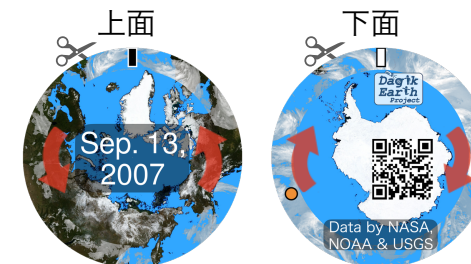 上面
下面
Sep. 13,
2007
Dagik
Earth
Project
Data by NASA,
NOAA & USGS